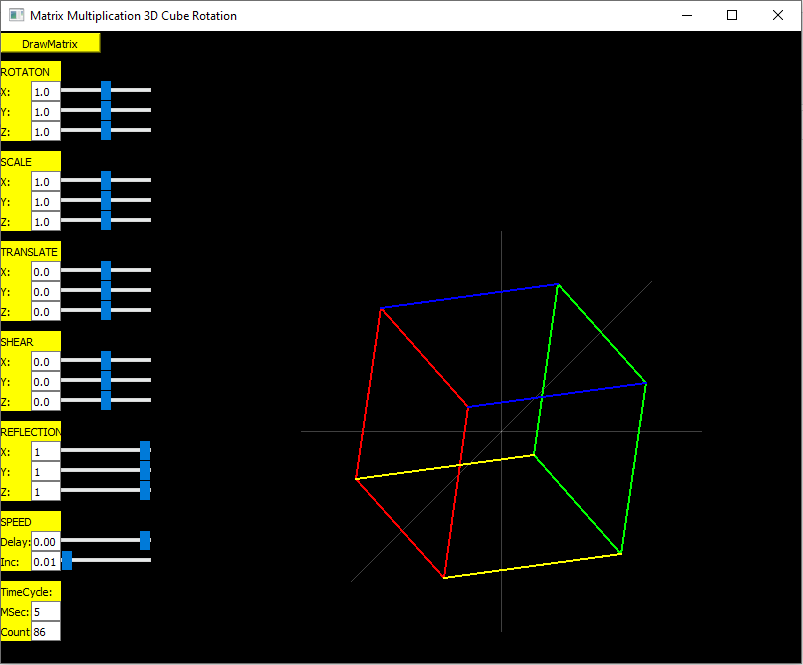 Matrix Multiplication 3D Cube Rotation
DrawMatrix
ROTATON
X: 1.0
Y: 1.0
Z: 1.0
SCALE
X: 1.0
Y: 1.0
Z: 1.0
TRANSLATE
X: 0.0
Y: 0.0
Z: 0.0
SHEAR
X: 0.0
Y: 0.0
Z: 0.0
REFLECTION
X: 1
Y: 1
Z: 1
SPEED
Delay: 0.00
Inc: 0.01
TimeCycle:
MSec: 5
Count 86